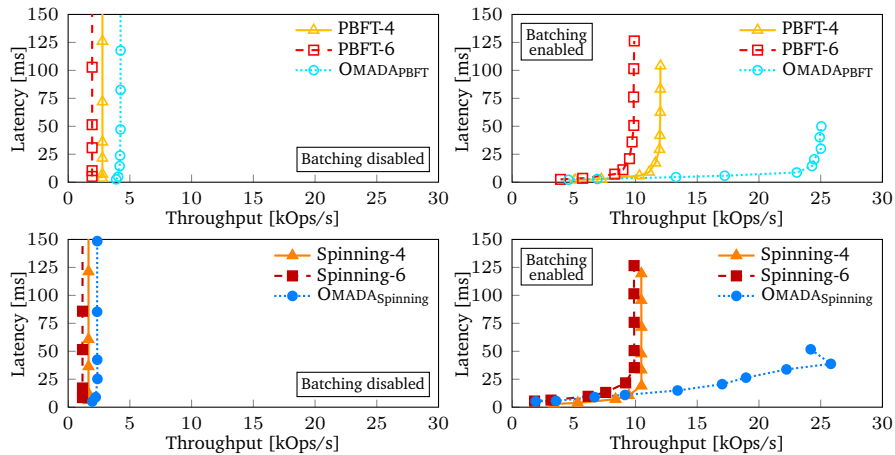 150
125
100
75
50
25
0
Latency [ms]
PBFT-4
PBFT-6
OMADAPBFT
Batching disabled
0 5 10 15 20 25 30
Throughput [kOps/s]
150
125
100
75
50
25
0
Latency [ms]
Batching
enabled
PBFT-4
PBFT-6
OMADAPBFT
0 5 10 15 20 25 30
Throughput [kOps/s]
150
125
100
75
50
25
0
Latency [ms]
Spinning-4
Spinning-6
OMADASpinning
Batching disabled
0 5 10 15 20 25 30
Throughput [kOps/s]
150
125
100
75
50
25
0
Latency [ms]
Batching
enabled
Spinning-4
Spinning-6
OMADASpinning
0 5 10 15 20 25 30
Throughput [kOps/s]